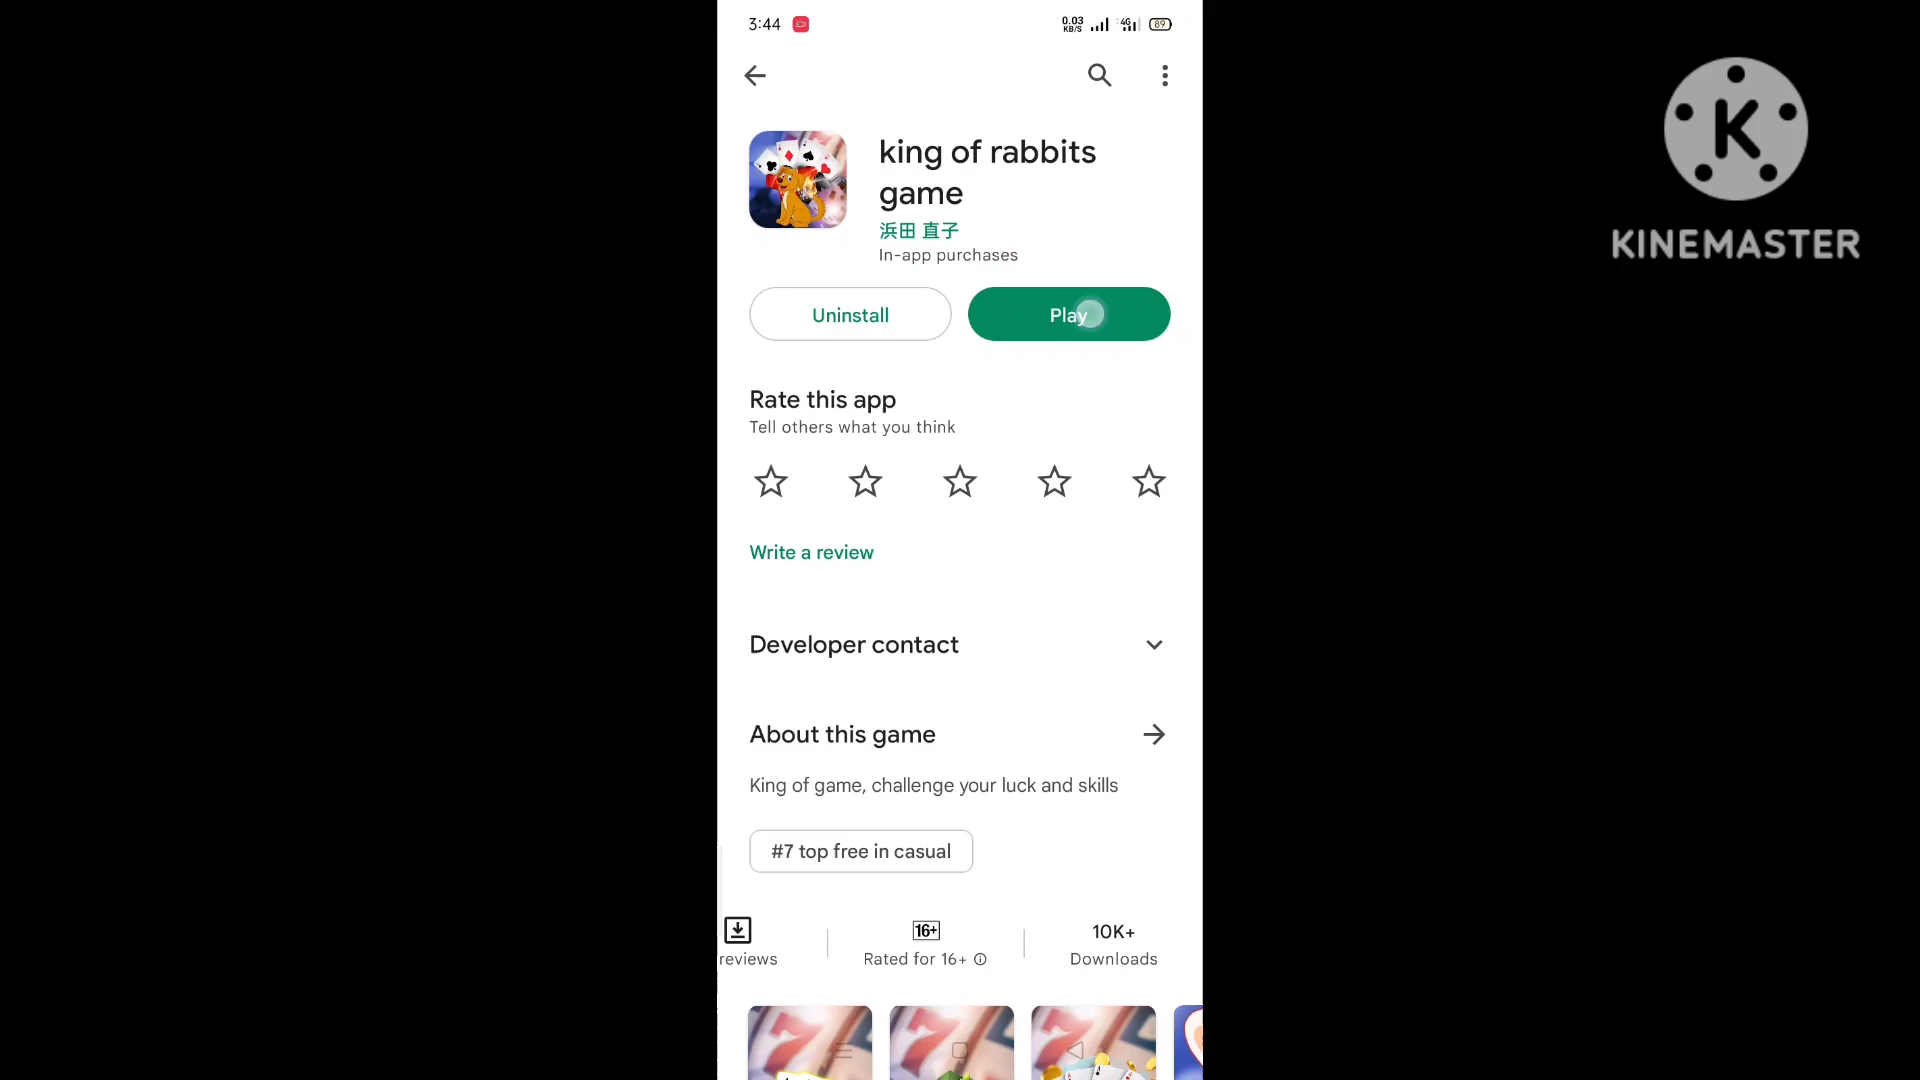 3:44
0.03
KB/S
4G
89
K
KINEMASTER
king of rabbits
game
浜田 直子
In-app purchases
Uninstall
Play
Rate this app
Tell others what you think
Write a review
Developer contact
About this game
King of game, challenge your luck and skills
#7 top free in casual
16+
10K+
reviews
Rated for 16+
Downloads